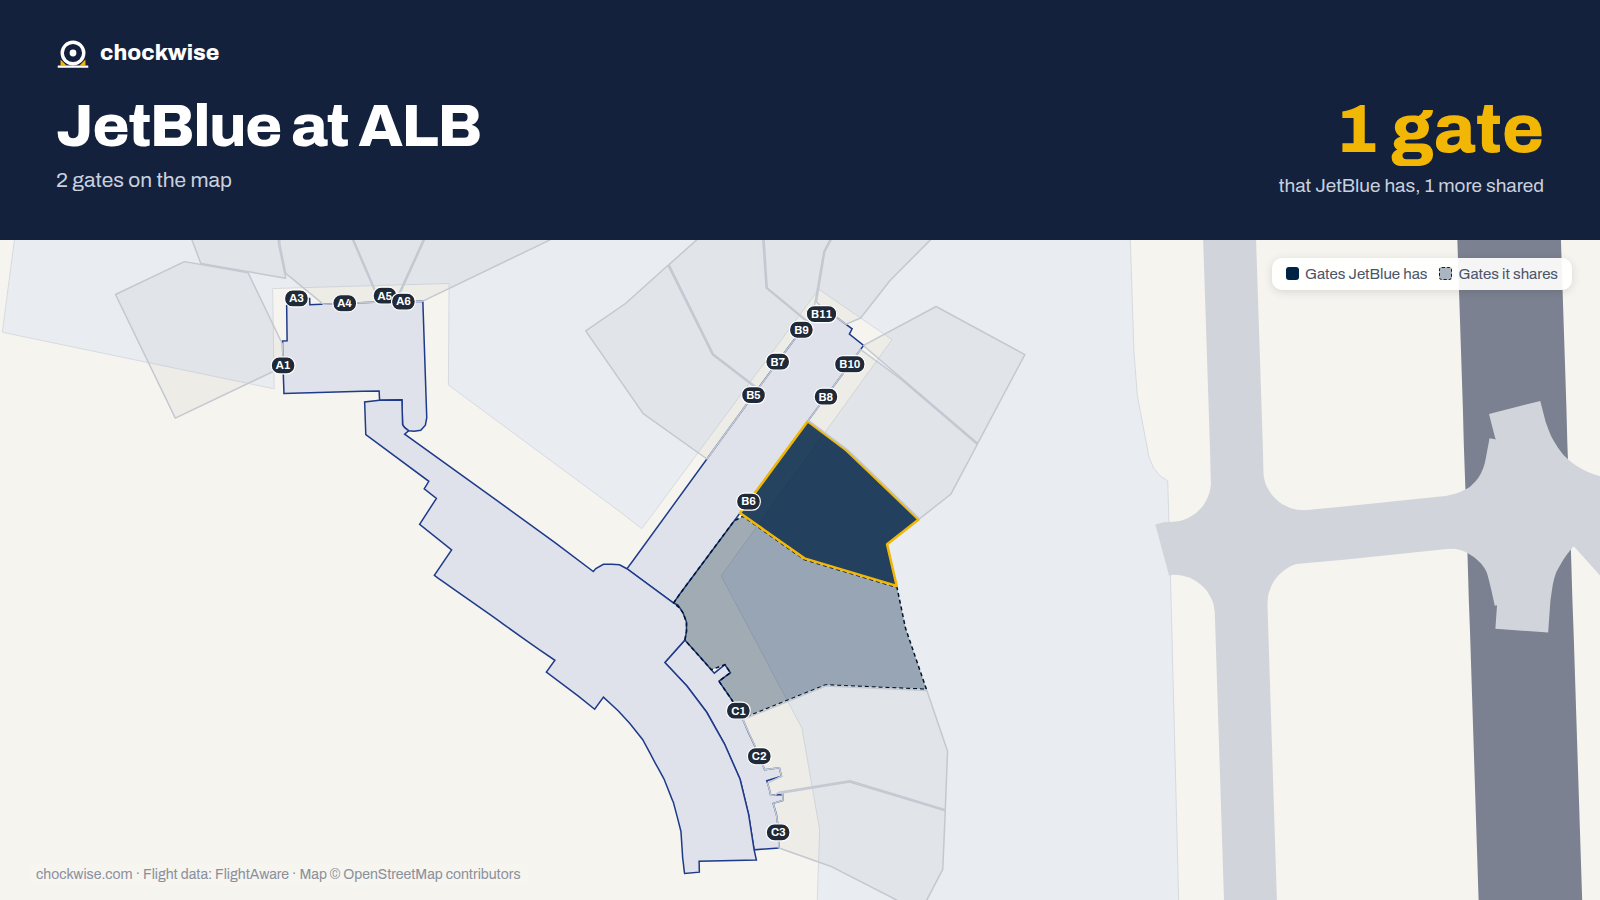 chockwise
JetBlue at ALB
2 gates on the map
1 gate
that JetBlue has, 1 more shared
Gates JetBlue has
Gates it shares
A3
A4
A5
A6
A1
B11
B9
B7
B10
B5
B8
B6
C1
C2
C3
chockwise.com · Flight data: FlightAware · Map © OpenStreetMap contributors